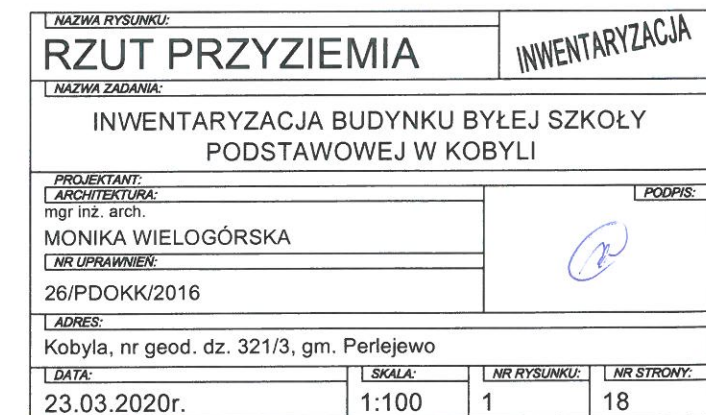 NAZWA RYSUNKU:
RZUT PRZYZIEMIA
INWENTARYZACJA
NAZWA ZADANIA:
INWENTARYZACJA BUDYNKU BYŁEJ SZKOŁY
PODSTAWOWEJ W KOBYLI
PROJEKTANT:
ARCHITEKTURA:
PODPIS:
mgr inż. arch.
MONIKA WIELOGÓRSKA
NR UPRAWNIEŃ:
26/PDOKK/2016
ADRES:
Kobyla, nr geod. dz. 321/3, gm. Perlejewo
DATA: SKALA: NR RYSUNKU: NR STRONY:
23.03.2020r. 1:100 1 18